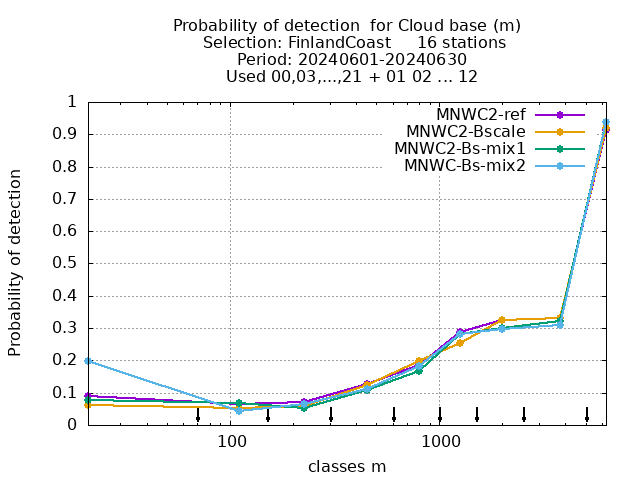 Probability of detection  for Cloud base (m)
Selection: FinlandCoast     16 stations
Period: 20240601-20240630
Used 00,03,...,21 + 01 02 ... 12
MNWC2-ref
MNWC2-Bscale
MNWC2-Bs-mix1
MNWC-Bs-mix2
Probability of detection
1
0.9
0.8
0.7
0.6
0.5
0.4
0.3
0.2
0.1
0
100
1000
classes m